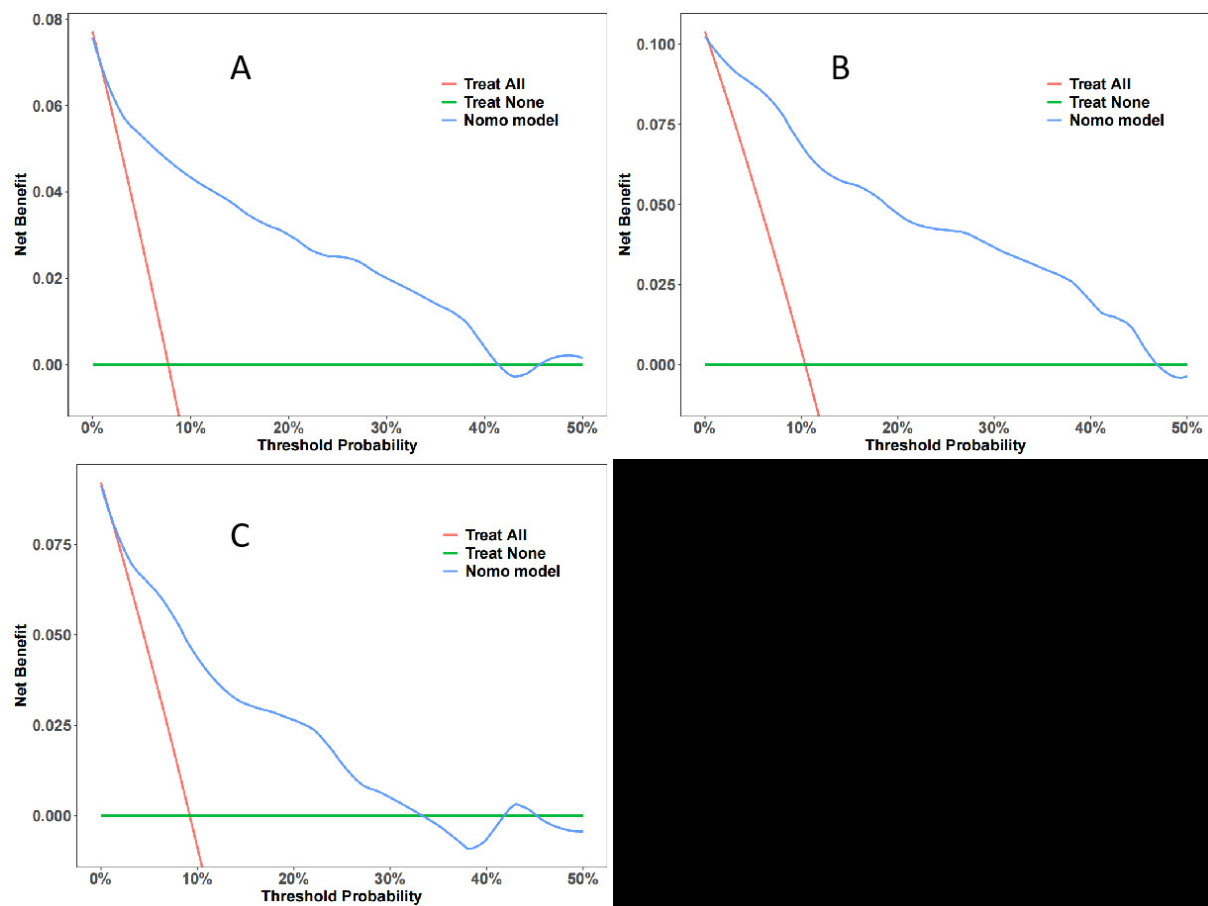 A
Treat All
Treat None
Nomo model
Net Benefit
0.08
0.06
0.04
0.02
0.00
0% 10% 20% 30% 40% 50%
Threshold Probability
B
Treat All
Treat None
Nomo model
Net Benefit
0.100
0.075
0.050
0.025
0.000
0% 10% 20% 30% 40% 50%
Threshold Probability
C
Treat All
Treat None
Nomo model
Net Benefit
0.075
0.050
0.025
0.000
0% 10% 20% 30% 40% 50%
Threshold Probability